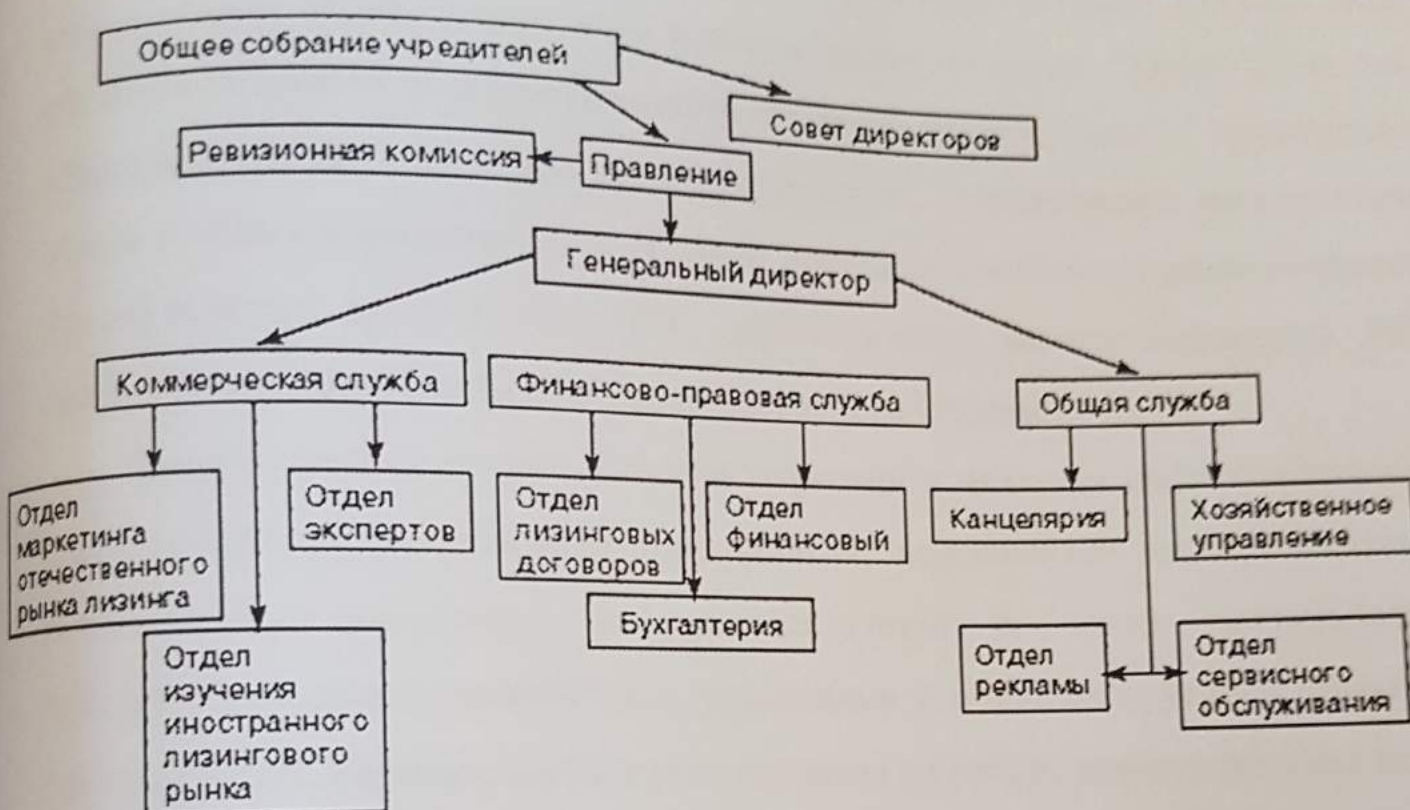 Общее собрание учредителей
Совет директоров
Ревизионная комиссия
Правление
Генеральный директор
Коммерческая служба
Финансово-правовая служба
Общая служба
Отдел
маркетинга
отечественного
рынка лизинга
Отдел
экспертов
Отдел
лизинговых
договоров
Отдел
финансовый
Канцелярия
Хозяйственное
управление
Бухгалтерия
Отдел
изучения
иностранного
лизингового
рынка
Отдел
рекламы
Отдел
сервисного
обслуживания